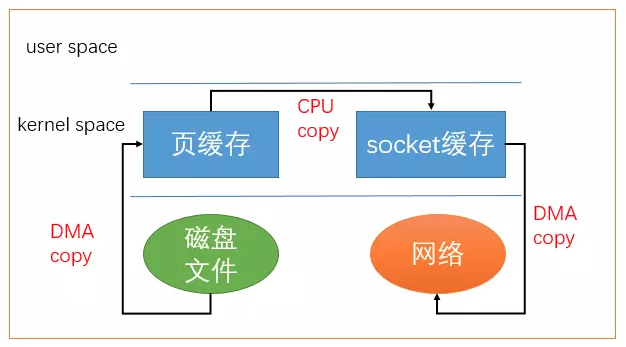 user space
CPU
copy
kernel space
页缓存
socket缓存
DMA
copy
磁盘
文件
网络
DMA
copy